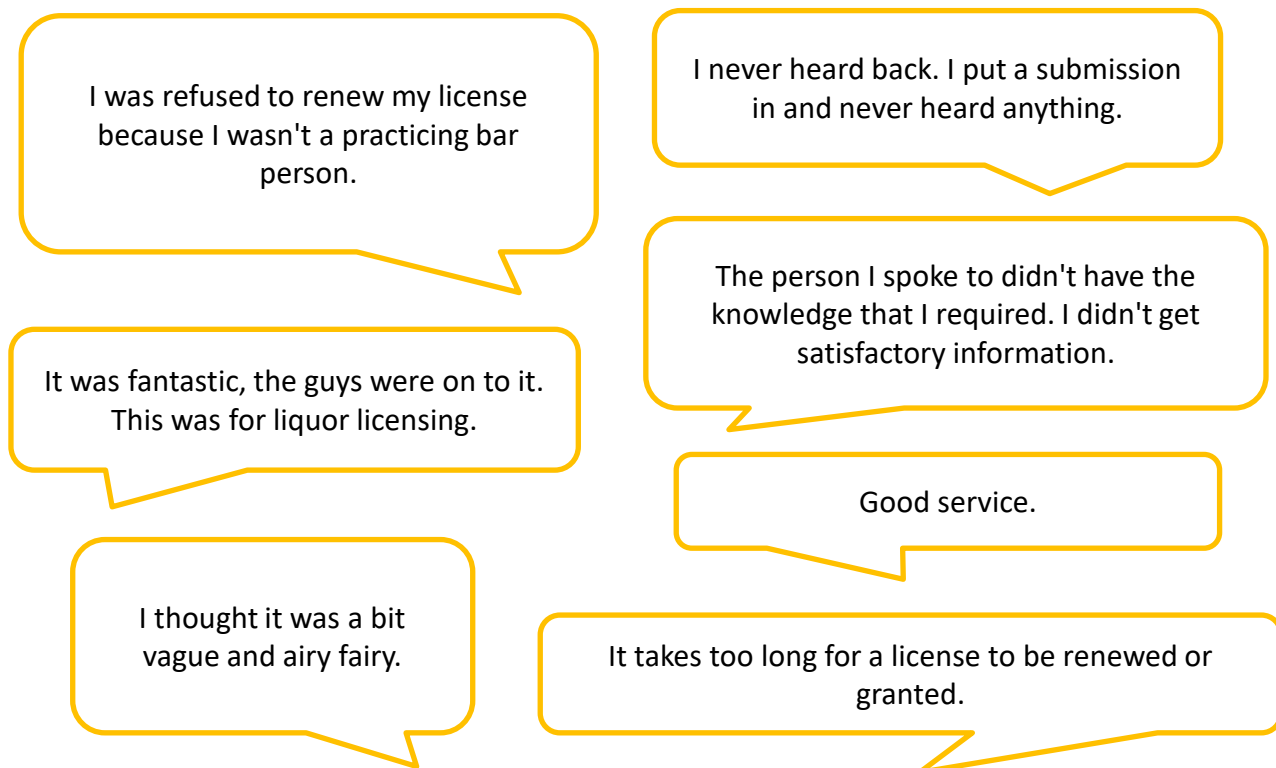 I was refused to renew my license
because I wasn't a practicing bar
person.
I never heard back. I put a submission
in and never heard anything.
The person I spoke to didn't have the
knowledge that I required. I didn't get
satisfactory information.
It was fantastic, the guys were on to it.
This was for liquor licensing.
Good service.
I thought it was a bit
vague and airy fairy.
It takes too long for a license to be renewed or
granted.